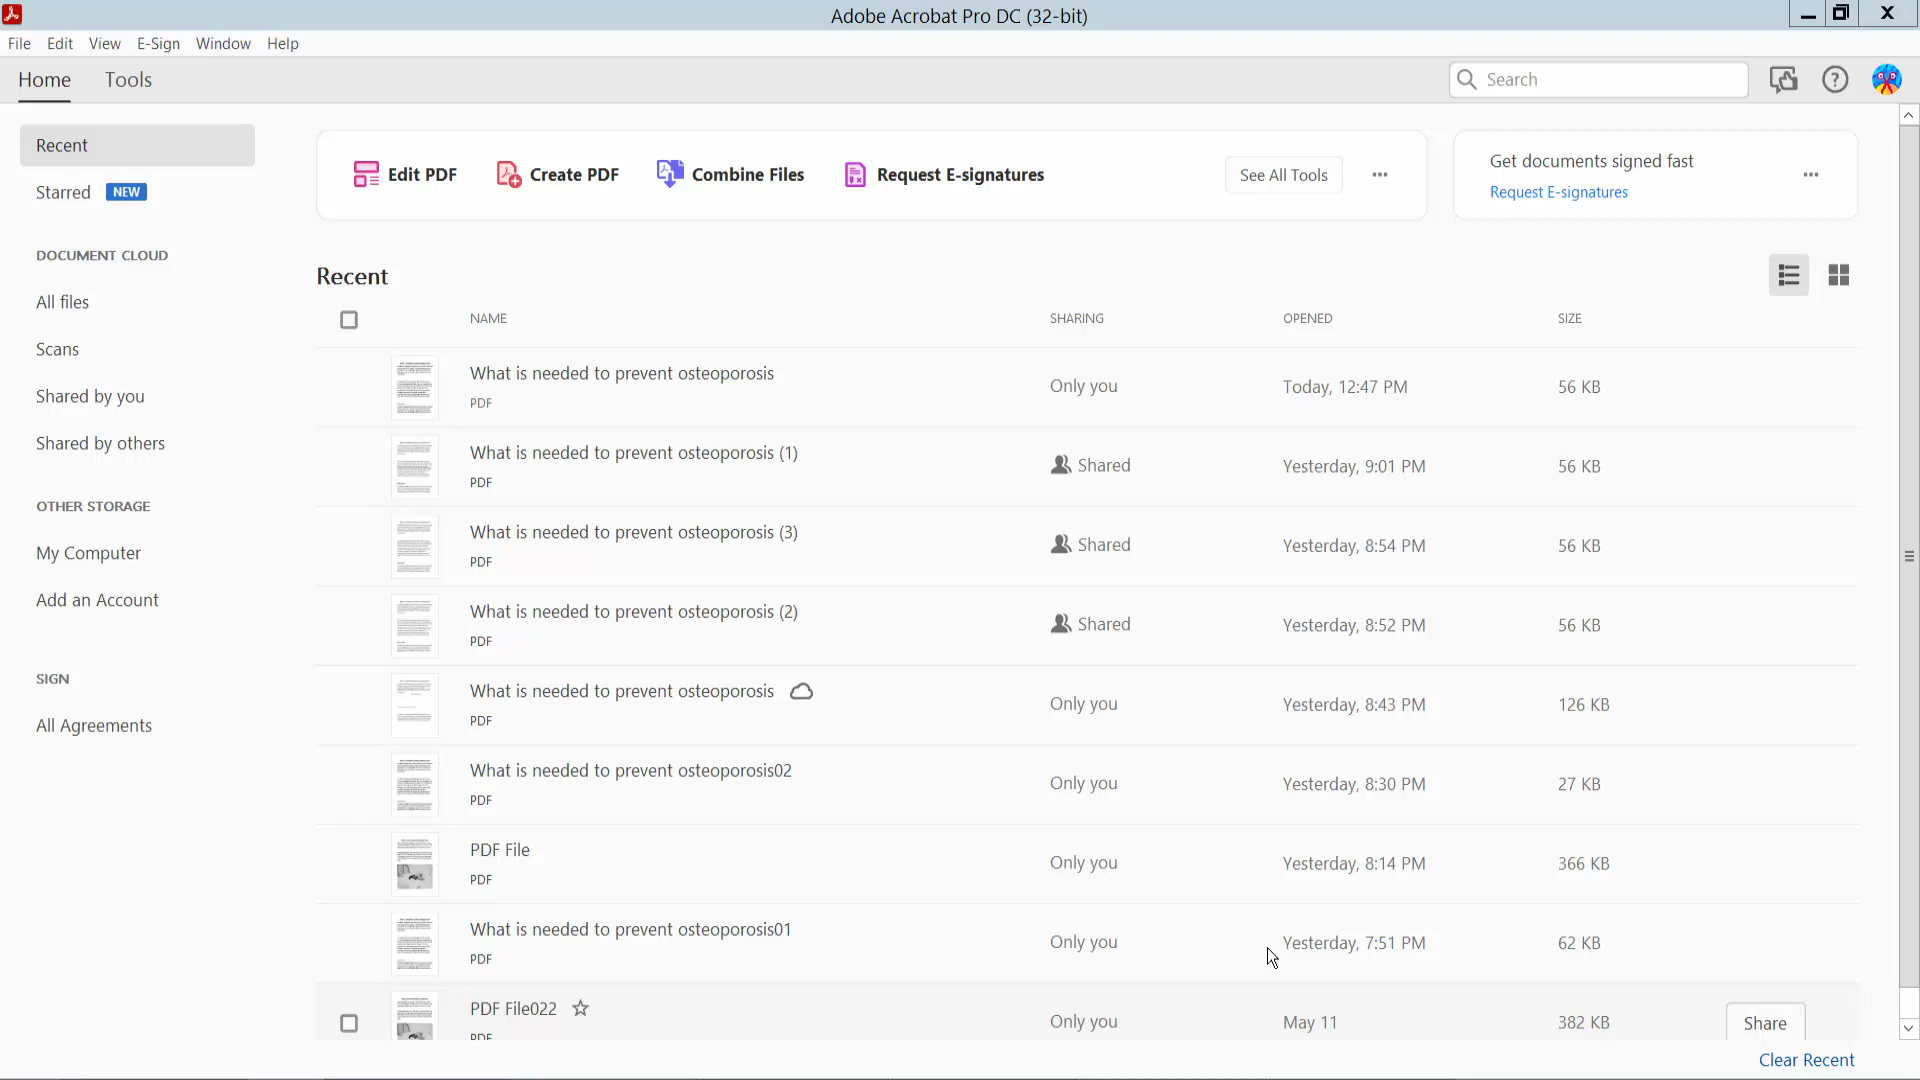 Adobe Acrobat Pro DC (32-bit)
File Edit View E-Sign Window Help
Home Tools
Search
Recent
Starred NEW
DOCUMENT CLOUD
All files
Scans
Shared by you
Shared by others
OTHER STORAGE
My Computer
Add an Account
SIGN
All Agreements
Edit PDF Create PDF Combine Files Request E-signatures See All Tools
Get documents signed fast
Request E-signatures
Recent
NAME SHARING OPENED SIZE
What is needed to prevent osteoporosis
PDF
Only you Today, 12:47 PM 56 KB
What is needed to prevent osteoporosis (1)
PDF
Shared Yesterday, 9:01 PM 56 KB
What is needed to prevent osteoporosis (3)
PDF
Shared Yesterday, 8:54 PM 56 KB
What is needed to prevent osteoporosis (2)
PDF
Shared Yesterday, 8:52 PM 56 KB
What is needed to prevent osteoporosis
PDF
Only you Yesterday, 8:43 PM 126 KB
What is needed to prevent osteoporosis02
PDF
Only you Yesterday, 8:30 PM 27 KB
PDF File
PDF
Only you Yesterday, 8:14 PM 366 KB
What is needed to prevent osteoporosis01
PDF
Only you Yesterday, 7:51 PM 62 KB
PDF File022
PDF
Only you May 11 382 KB Share
Clear Recent